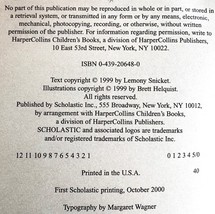 No part of this publication may be reproduced in whole or in part, or stored in
a retrieval system, or transmitted in any form or by any means, electronic,
mechanical, photocopying, recording, or otherwise, without written permission
of the publisher. For information regarding permission, write to
HarperCollins Children's Books, a division of HarperCollins Publishers,
10 East 53rd Street, New York, NY 10022.
ISBN 0-439-20648-0
Text copyright © 1999 by Lemony Snicket.
Illustrations copyright © 1999 by Brett Helquist.
All rights reserved.
Published by Scholastic Inc., 555 Broadway, New York, NY 10012,
by arrangement with HarperCollins Children's Books,
a division of HarperCollins Publishers.
SCHOLASTIC and associated logos are trademarks
and/or registered trademarks of Scholastic Inc.
12 11 10 9 8 7 6 5 4 3 2 1 0 1 2 3 4 5/0
Printed in the U.S.A. 40
First Scholastic printing, October 2000
Typography by Margaret Wagner